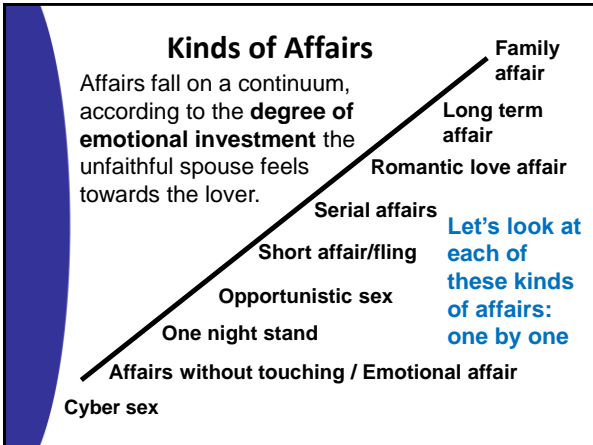 Kinds of Affairs
Affairs fall on a continuum,
according to the degree of
emotional investment the
unfaithful spouse feels
towards the lover.
Family
affair
Long term
affair
Romantic love affair
Serial affairs
Short affair/fling
Opportunistic sex
One night stand
Affairs without touching / Emotional affair
Cyber sex
Let's look at
each of
these kinds
of affairs:
one by one